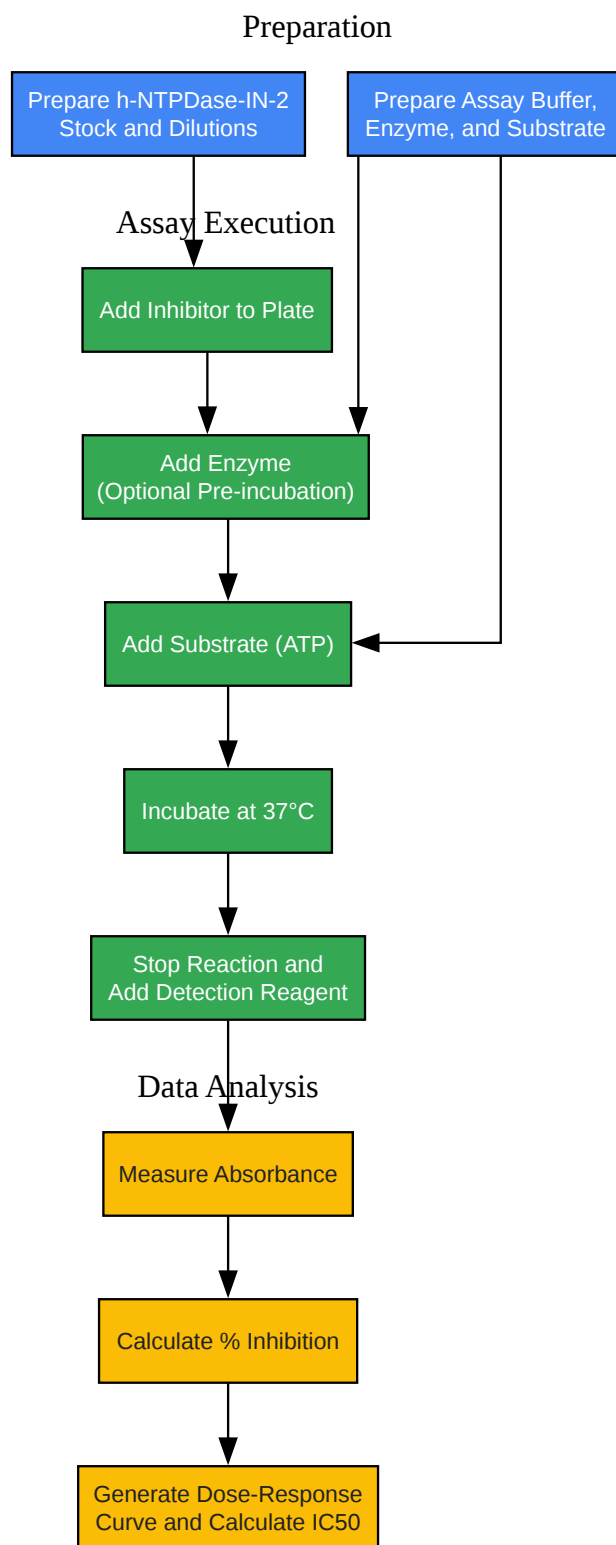 Preparation
Prepare h-NTPDase-IN-2
Stock and Dilutions
Prepare Assay Buffer,
Enzyme, and Substrate
Assay Execution
Add Inhibitor to Plate
Add Enzyme
(Optional Pre-incubation)
Add Substrate (ATP)
Incubate at 37°C
Stop Reaction and
Add Detection Reagent
Data Analysis
Measure Absorbance
Calculate % Inhibition
Generate Dose-Response
Curve and Calculate IC50